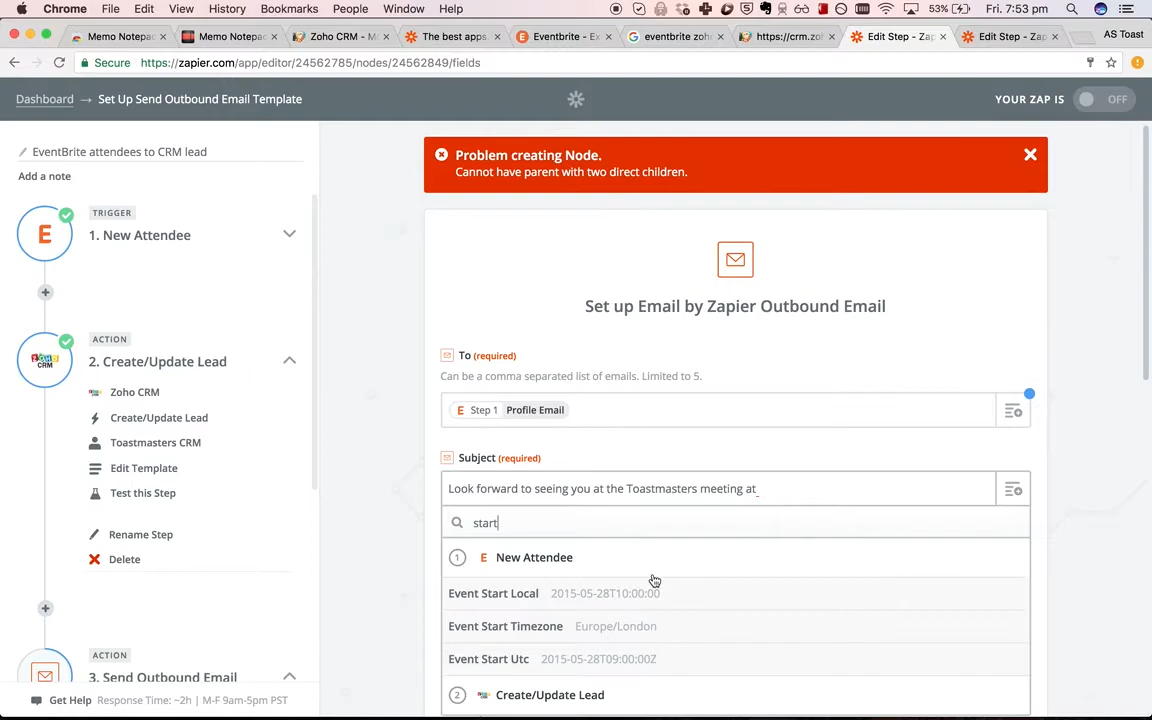 Chrome File Edit View History Bookmarks People Window Help 53% Fri. 7:53 pm
Memo Notepa Memo Notepa Zoho CRM - M The best apps. Eventbrite - Ex eventbrite zoh https://crm.zo Edit Step - Zap Edit Step - Zap AS Toast
Secure https://zapier.com/app/editor/24562785/nodes/24562849/fields
Dashboard → Set Up Send Outbound Email Template YOUR ZAP IS OFF
EventBrite attendees to CRM lead
Add a note
TRIGGER
1. New Attendee
ACTION
2. Create/Update Lead
Zoho CRM
Create/Update Lead
Toastmasters CRM
Edit Template
Test this Step
Rename Step
Delete
ACTION
3. Send Outbound Email
Get Help Response Time: ~2h | M-F 9am-5pm PST
Problem creating Node.
Cannot have parent with two direct children.
Set up Email by Zapier Outbound Email
To (required)
Can be a comma separated list of emails. Limited to 5.
E Step 1 Profile Email
Subject (required)
Look forward to seeing you at the Toastmasters meeting at
start
1 E New Attendee
Event Start Local 2015-05-28T10:00:00
Event Start Timezone Europe/London
Event Start Utc 2015-05-28T09:00:00Z
2 Create/Update Lead